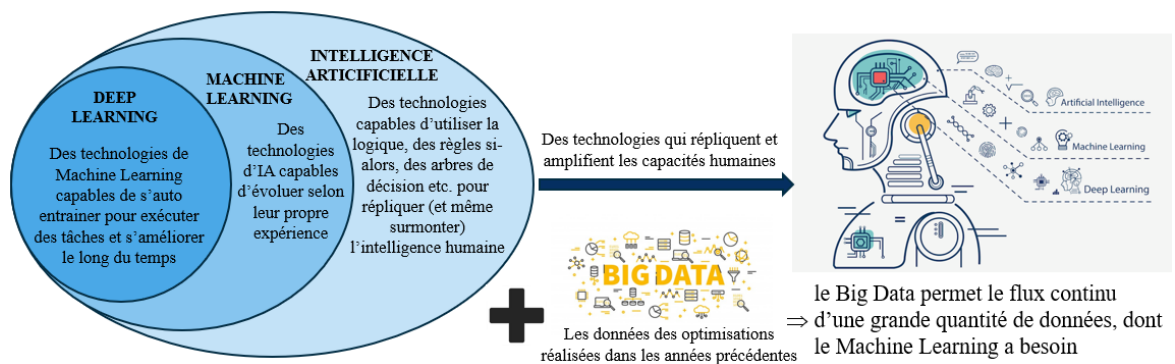 DEEP
LEARNING
Des technologies de
Machine Learning
capables de s’auto
entrainer pour exécuter
des tâches et s’améliorer
le long du temps
MACHINE
LEARNING
Des
technologies
d’IA capables
d’évoluer selon
leur propre
expérience
INTELLIGENCE
ARTICIFICIELLE
Des technologies
capables d’utiliser la
logique, des règles si-
alors, des arbres de
décision etc. pour
répliquer (et même
surmonter)
l’intelligence humaine
Des technologies qui répliquent et
amplifient les capacités humaines
BIG DATA
Les données des optimisations
réalisées dans les années précédentes
Artificial Intelligence
Machine Learning
Deep Learning
le Big Data permet le flux continu
⇒ d’une grande quantité de données, dont
le Machine Learning a besoin